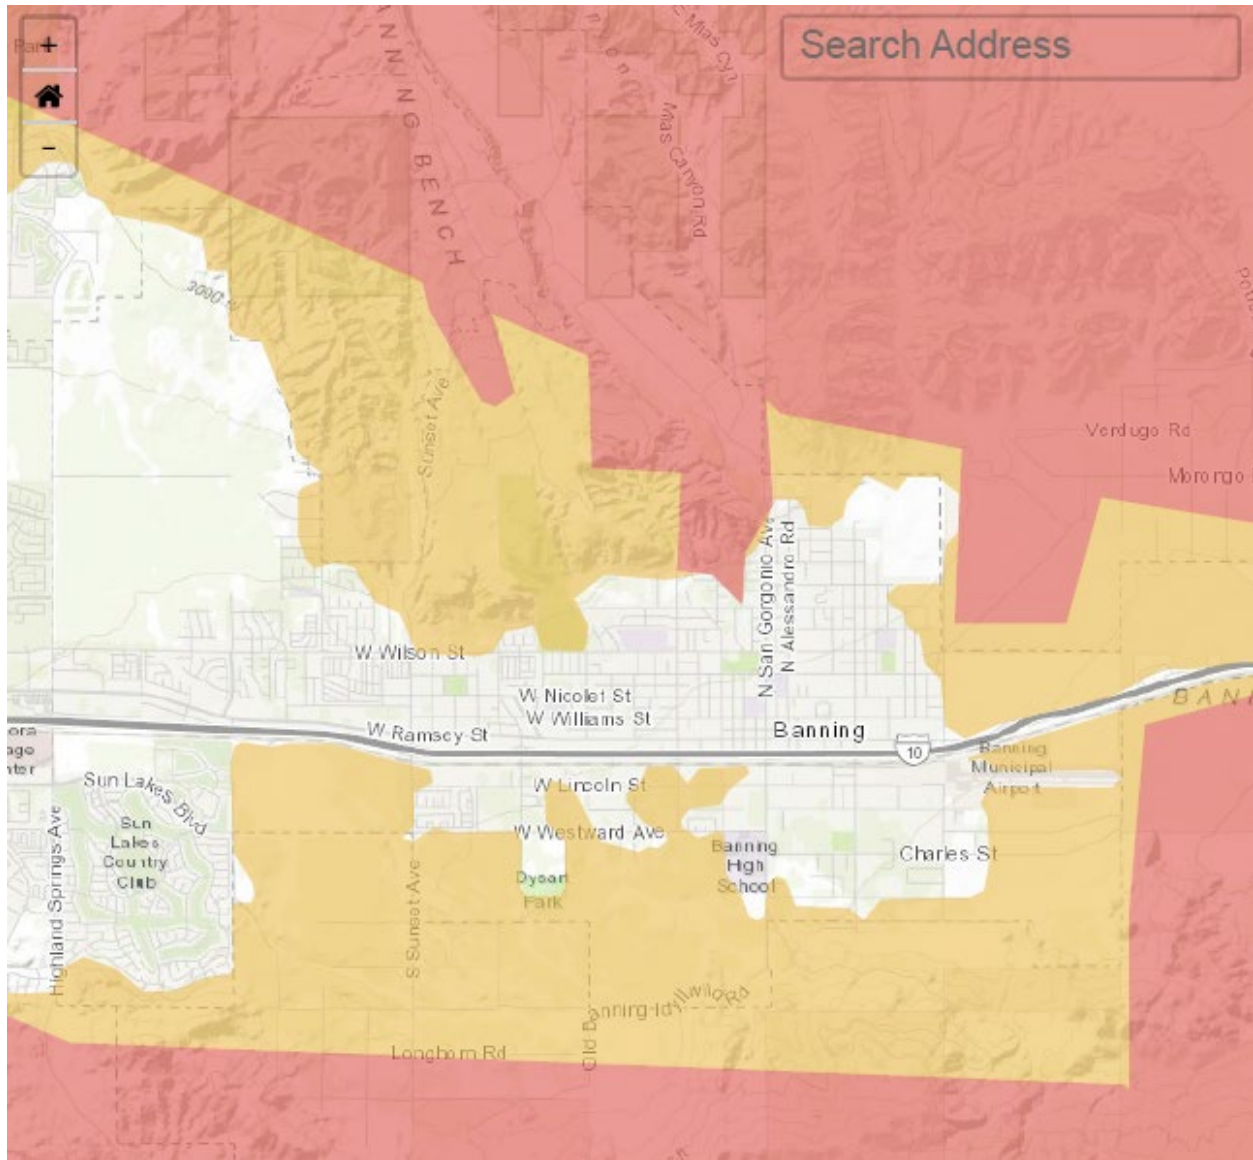 Search Address
+
-
E Mias Cyn
Mias Canyon Rd
BENCH
3000
Sunset Ave
Verdugo Rd
Morongo
N San Gorgonio Ave
N Alessandro Rd
W Wilson St
W Nicolet St
W Williams St
W Ramsey St
Banning
10
Banning
Municipal
Airport
Sun Lakes Blvd
W Lincoln St
W Westward Ave
Sun
Lakes
Country
Club
Highland Springs Ave
Banning
High
School
Charles St
Dysart
Park
S Sunset Ave
Old Banning-Idyllwild Rd
Longhorn Rd